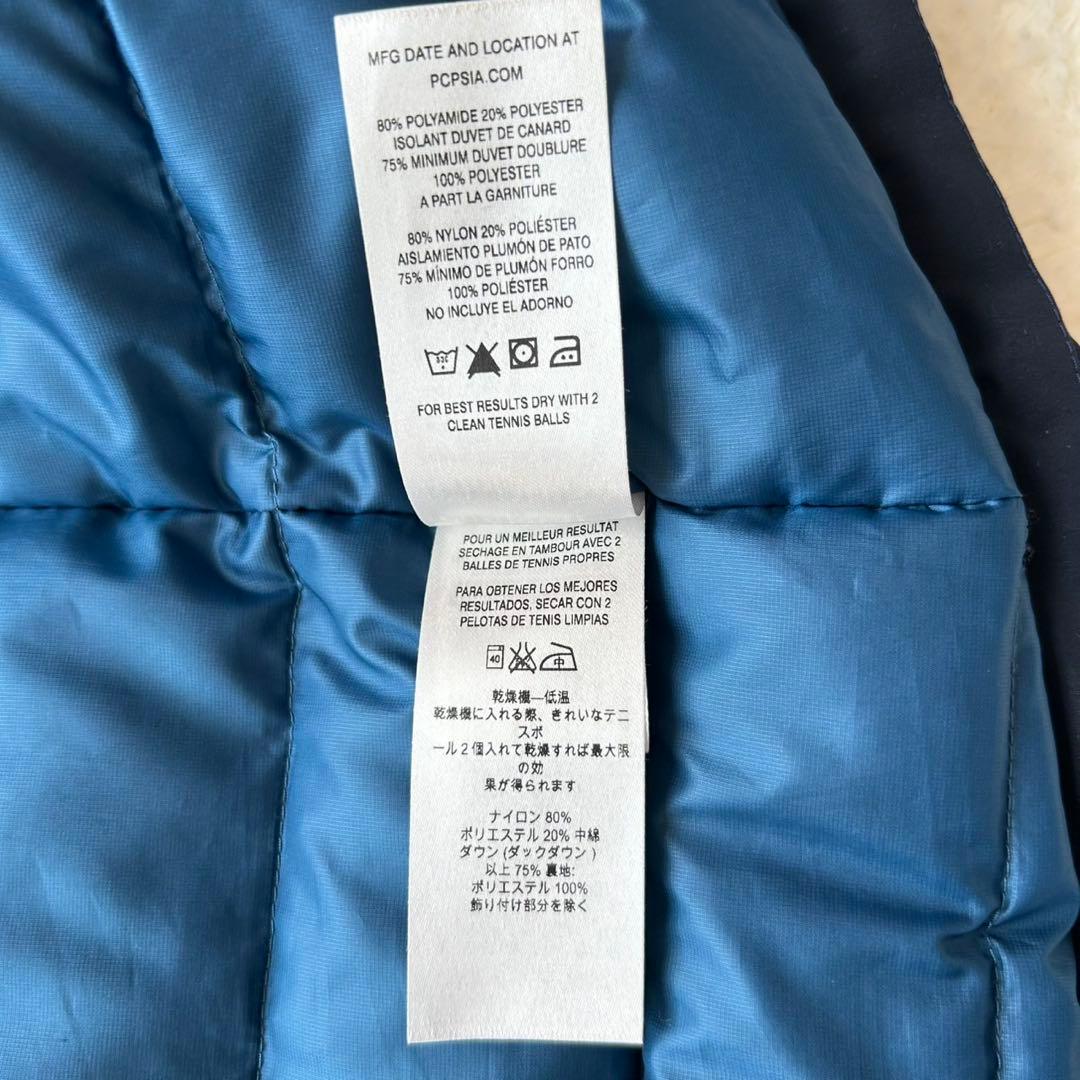 MFG DATE AND LOCATION AT
PCPSIA.COM
80% POLYAMIDE 20% POLYESTER
ISOLANT DUVET DE CANARD
75% MINIMUM DUVET DOUBLURE
100% POLYESTER
A PART LA GARNITURE
80% NYLON 20% POLIÉSTER
AISLAMIENTO PLUMÓN DE PATO
75% MÍNIMO DE PLUMÓN FORRO
100% POLIÉSTER
NO INCLUYE EL ADORNO
FOR BEST RESULTS DRY WITH 2
CLEAN TENNIS BALLS
POUR UN MEILLEUR RESULTAT
SECHAGE EN TAMBOUR AVEC 2
BALLES DE TENNIS PROPRES
PARA OBTENER LOS MEJORES
RESULTADOS, SECAR CON 2
PELOTAS DE TENIS LIMPIAS
40 中
乾燥機―低温
乾燥機に入れる際、きれいなテニ
スボ
ール2個入れて乾燥すれば最大限
の効
果が得られます
ナイロン 80%
ポリエステル 20% 中綿
ダウン (ダックダウン )
以上 75% 裏地:
ポリエステル 100%
飾り付け部分を除く